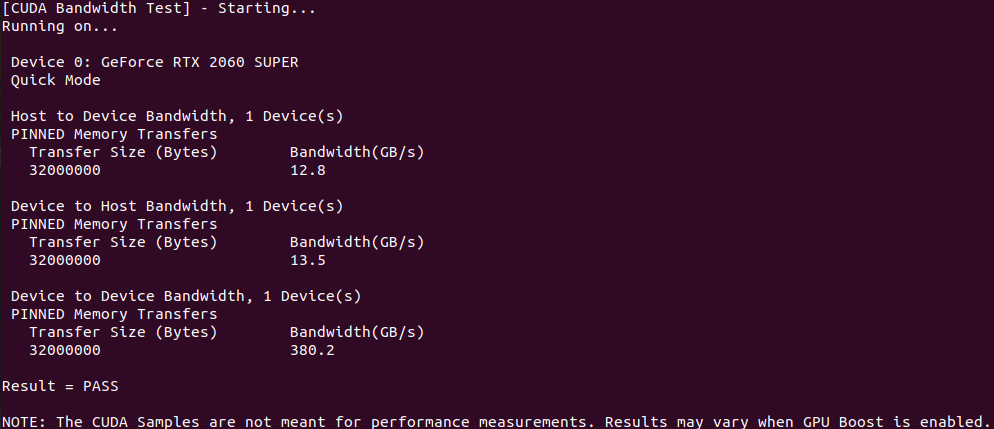 [CUDA Bandwidth Test] - Starting...
Running on...
Device 0: GeForce RTX 2060 SUPER
Quick Mode
Host to Device Bandwidth, 1 Device(s)
PINNED Memory Transfers
Transfer Size (Bytes) Bandwidth(GB/s)
32000000 12.8
Device to Host Bandwidth, 1 Device(s)
PINNED Memory Transfers
Transfer Size (Bytes) Bandwidth(GB/s)
32000000 13.5
Device to Device Bandwidth, 1 Device(s)
PINNED Memory Transfers
Transfer Size (Bytes) Bandwidth(GB/s)
32000000 380.2
Result = PASS
NOTE: The CUDA Samples are not meant for performance measurements. Results may vary when GPU Boost is enabled.